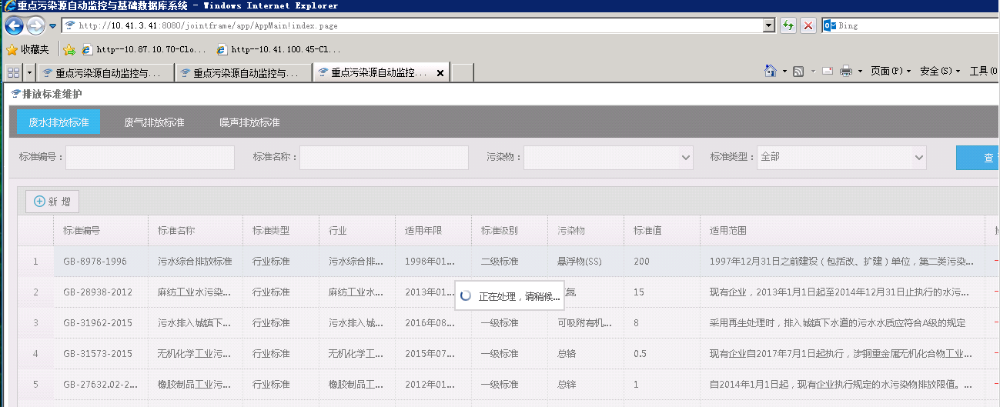 重点污染源自动监控与基础数据库系统 - Windows Internet Explorer
http://10.41.3.41:8080/jointframe/app/AppMain!index.page
Bing
收藏夹 http--10.87.10.70-Clo... http--10.41.100.45-Cl...
重点污染源自动监控与... 重点污染源自动监控与... 重点污染源自动监控... 页面(P) 安全(S) 工具(O
排放标准维护
废水排放标准 废气排放标准 噪声排放标准
标准编号： 标准名称： 污染物： 标准类型： 全部 查
新 增
标准编号 标准名称 标准类型 行业 适用年限 标准级别 污染物 标准值 适用范围
1 GB-8978-1996 污水综合排放标准 行业标准 污水综合排... 1998年01... 二级标准 悬浮物(SS) 200 1997年12月31日之前建设（包括改、扩建）单位，第二类污染...
2 GB-28938-2012 麻纺工业水污染... 行业标准 麻纺工业水... 2013年01... 氮 15 现有企业，2013年1月1日起至2014年12月31日止执行的水污...
正在处理，请稍候...
3 GB-31962-2015 污水排入城镇下... 行业标准 污水排入城... 2016年08... 一级标准 可吸附有机... 8 采用再生处理时，排入城镇下水道的污水水质应符合A级的规定
4 GB-31573-2015 无机化学工业污... 行业标准 无机化学工... 2015年07... 一级标准 总铬 0.5 现有企业自2017年7月1日起执行，涉铜重金属无机化合物工业...
5 GB-27632.02-2... 橡胶制品工业污... 行业标准 橡胶制品工... 2012年01... 一级标准 总锌 1 自2014年1月1日起，现有企业执行规定的水污染物排放限值。...